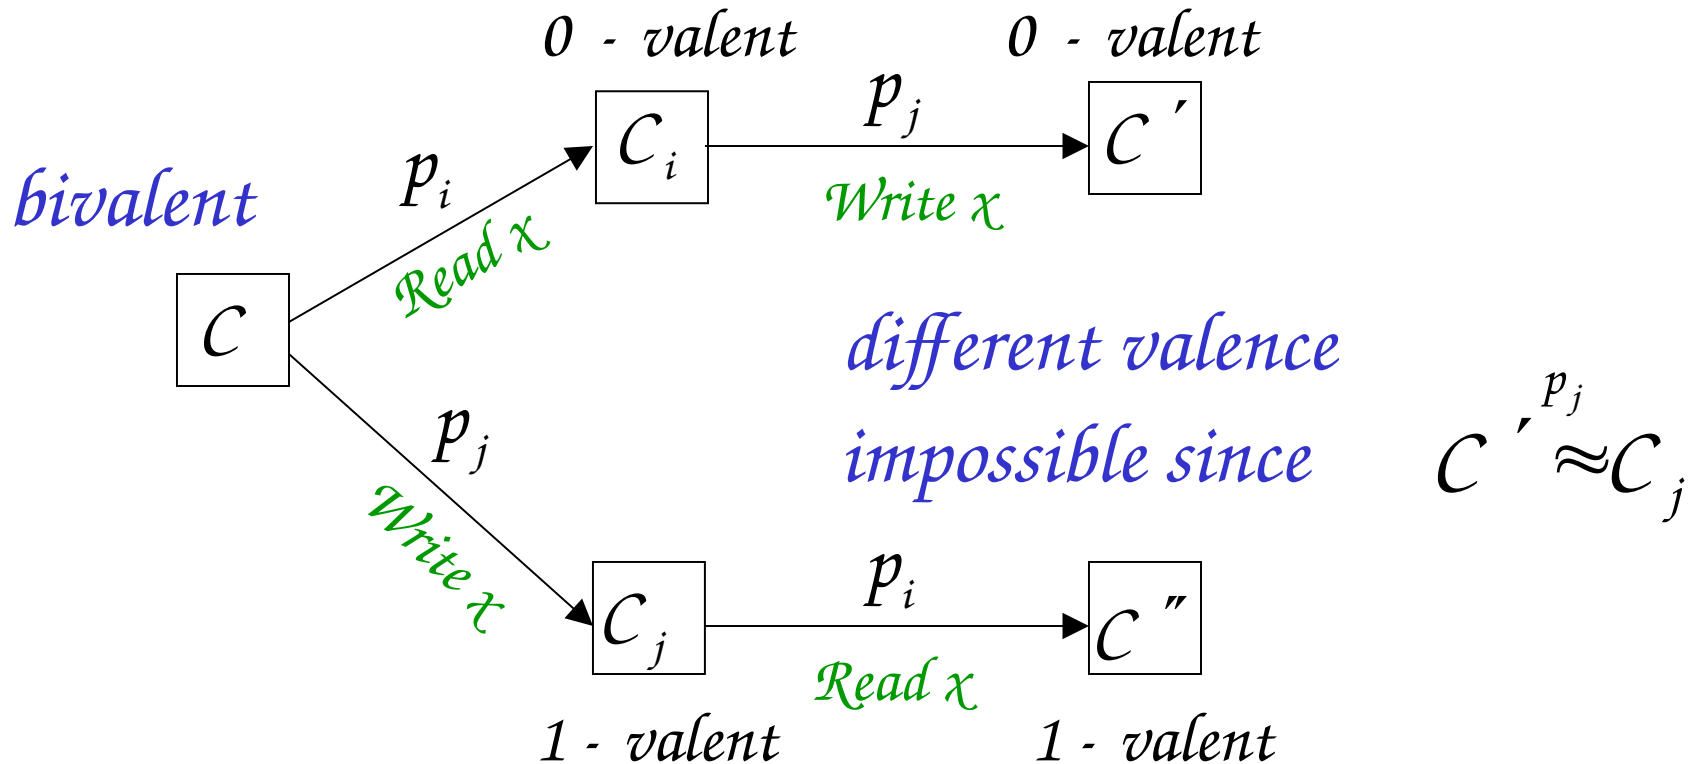 0 - valent
0 - valent
p_j
C_i
C ′
p_i
bivalent
Write x
Read x
C
different valence
p_j
impossible since
C ′ ≈ C_j
p_j
Write x
p_i
C_j
C ″
Read x
1 - valent
1 - valent